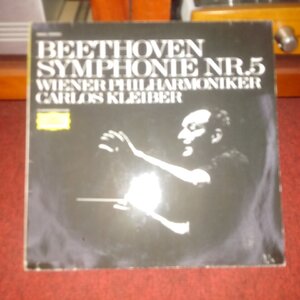 BEETHOVEN
SYMPHONIE NR.5
WIENER PHILHARMONIKER
CARLOS KLEIBER